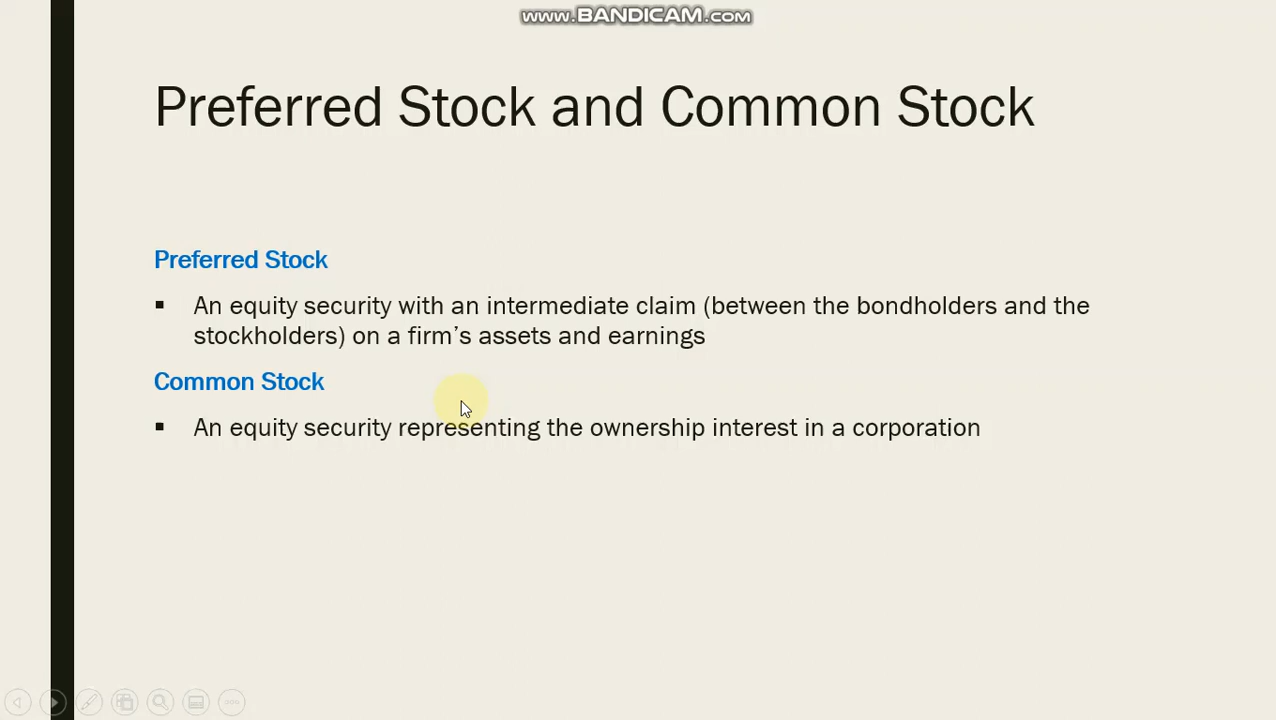 www.BANDICAM.com
Preferred Stock and Common Stock
Preferred Stock
▪ An equity security with an intermediate claim (between the bondholders and the
stockholders) on a firm’s assets and earnings
Common Stock
▪ An equity security representing the ownership interest in a corporation